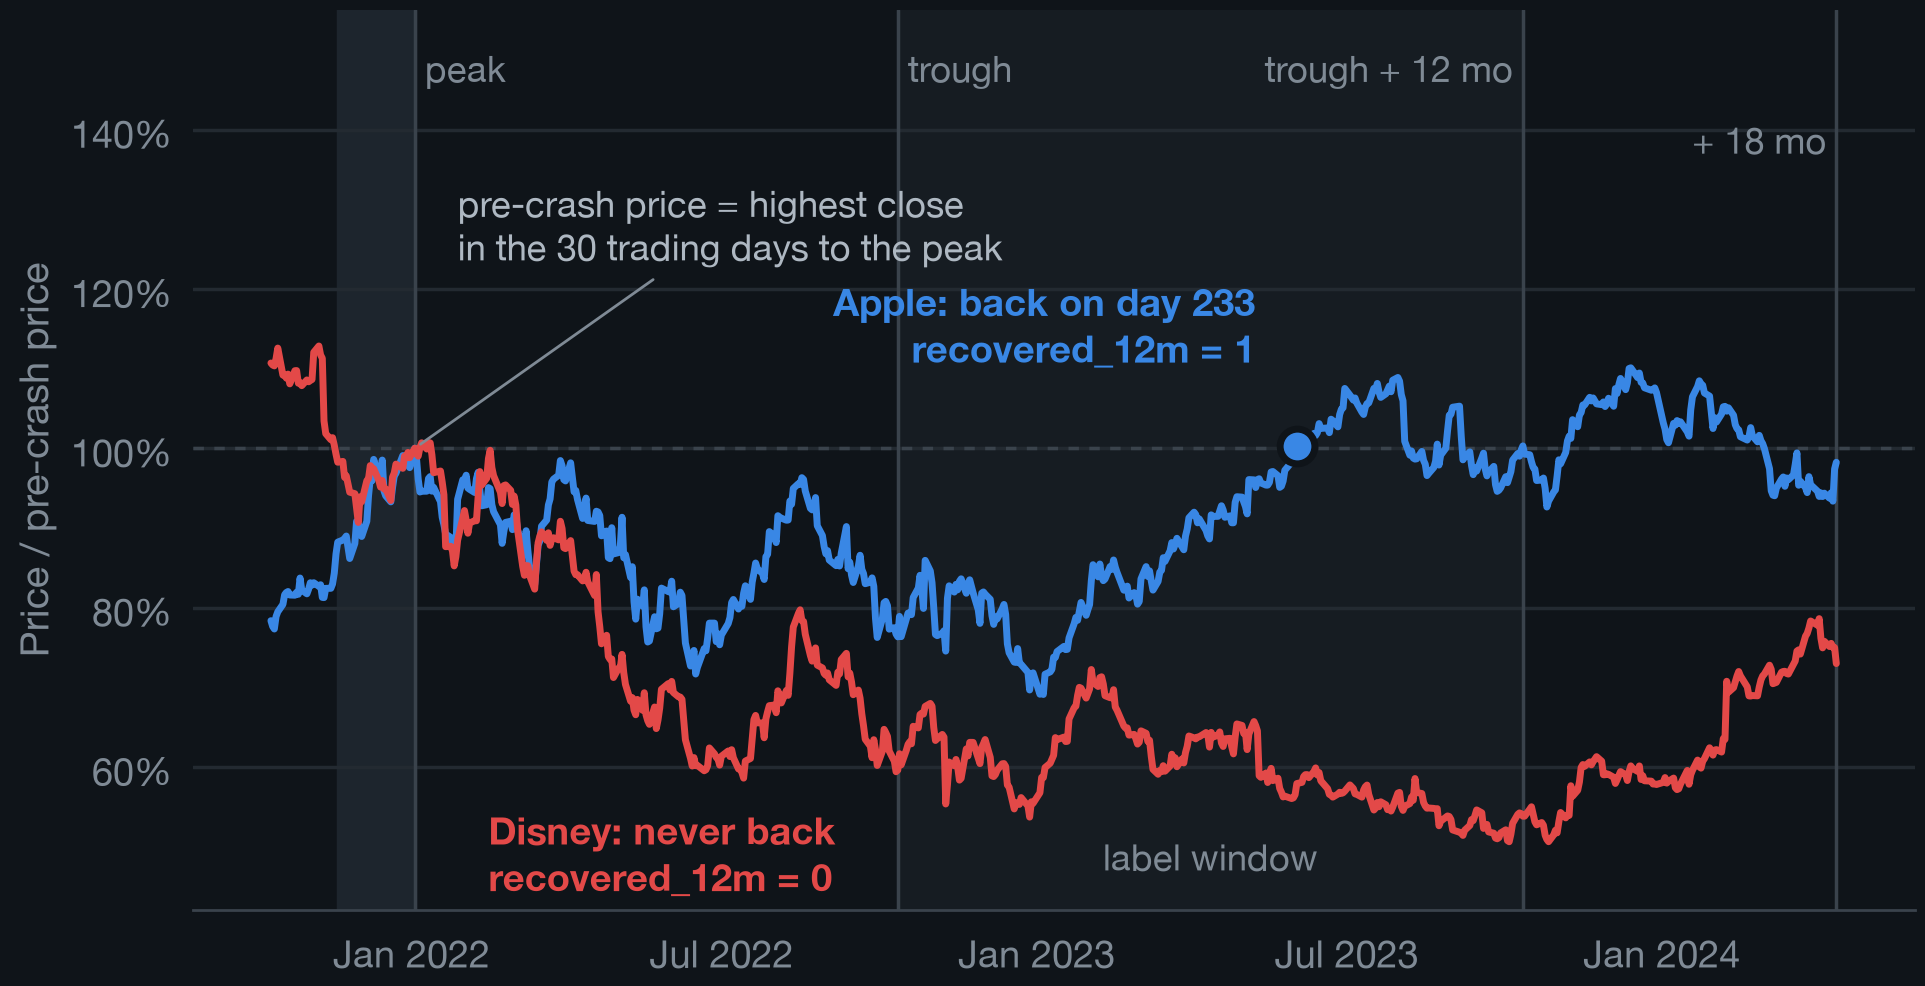 peak
trough
trough + 12 mo
+ 18 mo
140%
120%
100%
80%
60%
Price / pre-crash price
pre-crash price = highest close
in the 30 trading days to the peak
Apple: back on day 233
recovered_12m = 1
Disney: never back
recovered_12m = 0
label window
Jan 2022
Jul 2022
Jan 2023
Jul 2023
Jan 2024